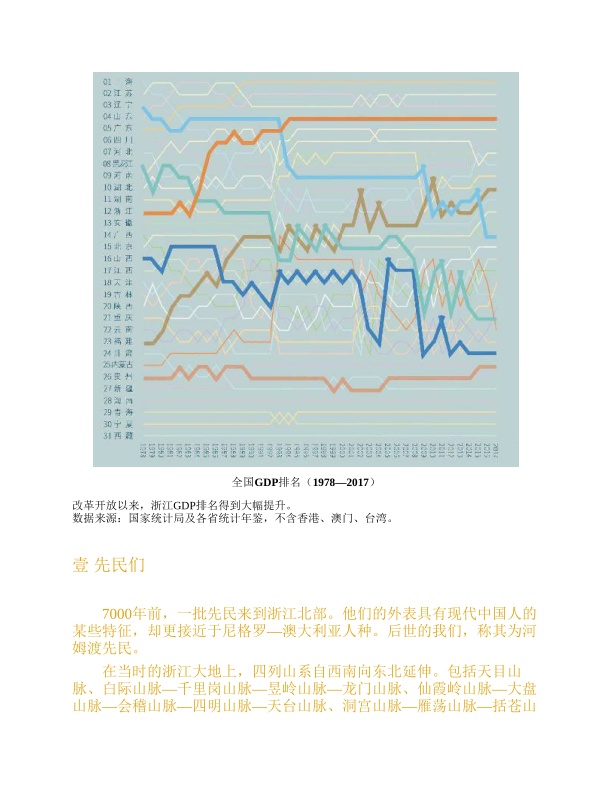 01 上 海
02 江 苏
03 辽 宁
04 山 东
05 广 东
06 四 川
07 河 北
08 黑龙江
09 河 南
10 湖 北
11 湖 南
12 浙 江
13 安 徽
14 广 西
15 北 京
16 山 西
17 江 西
18 天 津
19 吉 林
20 陕 西
21 重 庆
22 云 南
23 福 建
24 甘 肃
25 内蒙古
26 贵 州
27 新 疆
28 海 南
29 青 海
30 宁 夏
31 西 藏
全国GDP排名（1978—2017）
改革开放以来，浙江GDP排名得到大幅提升。
数据来源：国家统计局及各省统计年鉴，不含香港、澳门、台湾。
壹 先民们
7000年前，一批先民来到浙江北部。他们的外表具有现代中国人的
某些特征，却更接近于尼格罗—澳大利亚人种。后世的我们，称其为河
姆渡先民。
在当时的浙江大地上，四列山系自西南向东北延伸。包括天目山
脉、白际山脉—千里岗山脉—昱岭山脉—龙门山脉、仙霞岭山脉—大盘
山脉—会稽山脉—四明山脉—天台山脉、洞宫山脉—雁荡山脉—括苍山